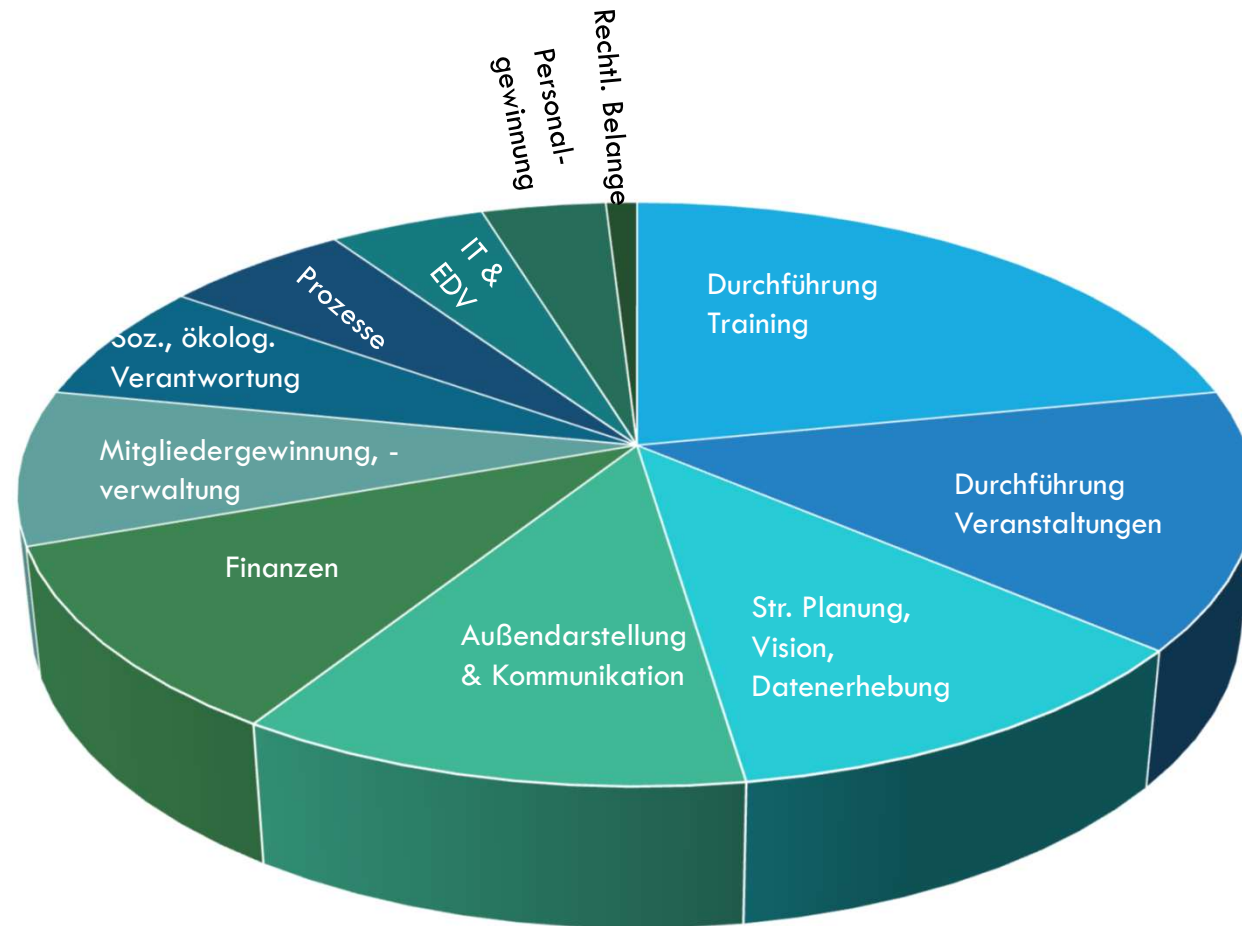 Rechtl. Belange
Personal-
gewinnung
IT &
EDV
Prozesse
Soz., ökolog.
Verantwortung
Mitgliedergewinnung, -
verwaltung
Finanzen
Außendarstellung
& Kommunikation
Str. Planung,
Vision,
Datenerhebung
Durchführung
Veranstaltungen
Durchführung
Training